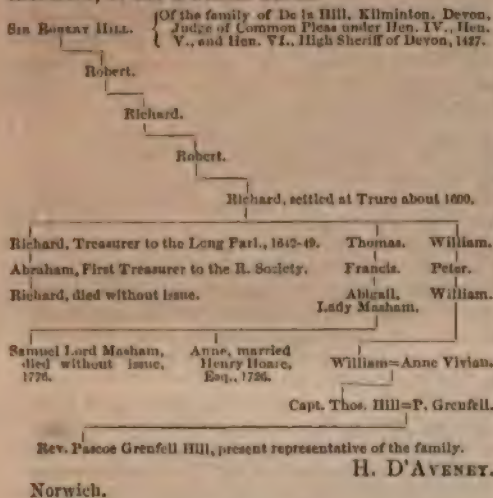 SIR ROBERT HILL. { Of the family of De la Hill, Kilminton, Devon,
Judge of Common Pleas under Hen. IV., Hen.
V., and Hen. VI., High Sheriff of Devon, 1427.
Robert.
Richard.
Robert.
Richard, settled at Truro about 1600.
Richard, Treasurer to the Long Parl., 1642-49. Thomas. William.
Abraham, First Treasurer to the R. Society. Francis. Peter.
Richard, died without issue. Abigail, William.
Lady Masham.
Samuel Lord Masham, Anne, married
died without issue, Henry Hoare, William=Anne Vivian.
1776. Esq., 1726.
Capt. Thos. Hill=P. Grenfell.
Rev. Pascoe Grenfell Hill, present representative of the family.
H. D'AVENEY.
Norwich.